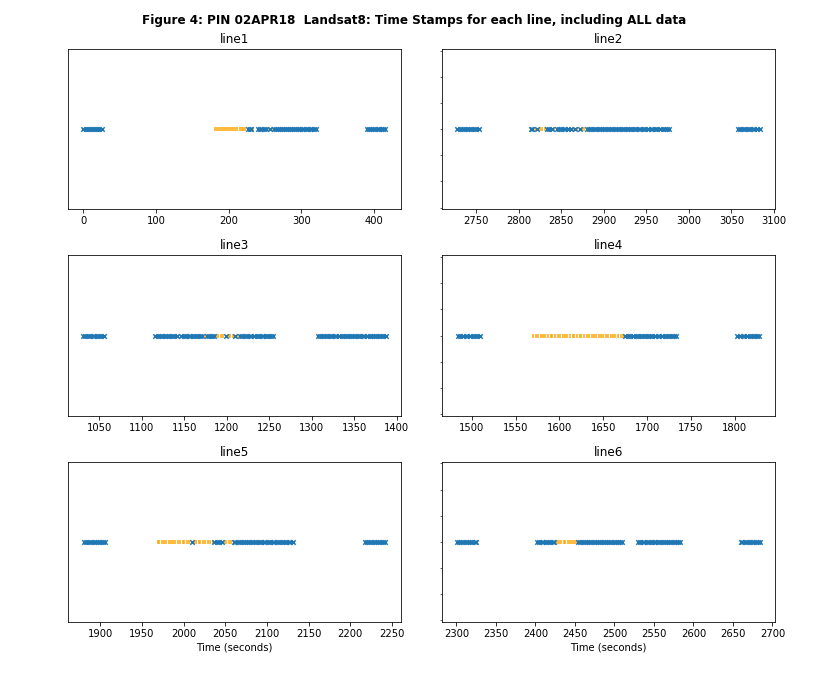 Figure 4: PIN 02APR18  Landsat8: Time Stamps for each line, including ALL data
line1
line2
0 100 200 300 400
2750 2800 2850 2900 2950 3000 3050 3100
line3
line4
1050 1100 1150 1200 1250 1300 1350 1400
1500 1550 1600 1650 1700 1750 1800
line5
line6
1900 1950 2000 2050 2100 2150 2200 2250
2300 2350 2400 2450 2500 2550 2600 2650 2700
Time (seconds)
Time (seconds)